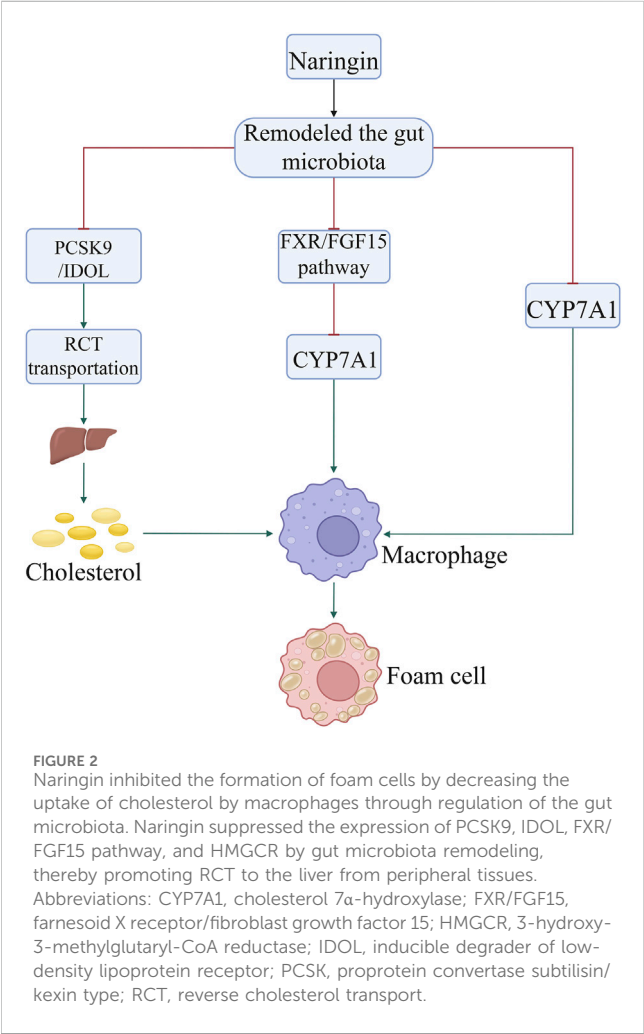 Naringin
Remodeled the gut
microbiota
PCSK9
/IDOL
FXR/FGF15
pathway
CYP7A1
RCT
transportation
CYP7A1
Cholesterol
Macrophage
Foam cell
FIGURE 2
Naringin inhibited the formation of foam cells by decreasing the
uptake of cholesterol by macrophages through regulation of the gut
microbiota. Naringin suppressed the expression of PCSK9, IDOL, FXR/
FGF15 pathway, and HMGCR by gut microbiota remodeling,
thereby promoting RCT to the liver from peripheral tissues.
Abbreviations: CYP7A1, cholesterol 7α-hydroxylase; FXR/FGF15,
farnesoid X receptor/fibroblast growth factor 15; HMGCR, 3-hydroxy-
3-methylglutaryl-CoA reductase; IDOL, inducible degrader of low-
density lipoprotein receptor; PCSK, proprotein convertase subtilisin/
kexin type; RCT, reverse cholesterol transport.